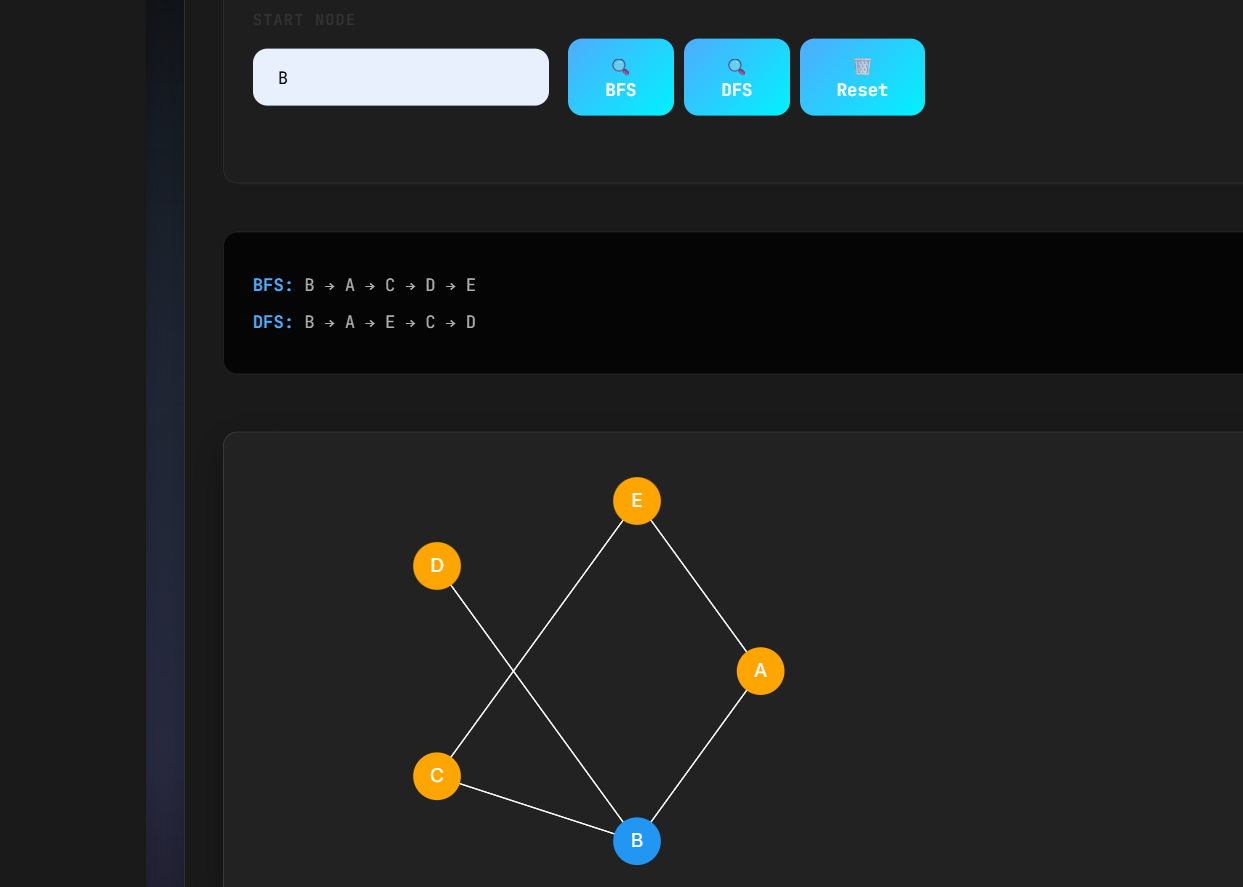 START NODE
B
🔍 BFS
🔍 DFS
🗑️ Reset
BFS: B → A → C → D → E
DFS: B → A → E → C → D
E
D
A
C
B